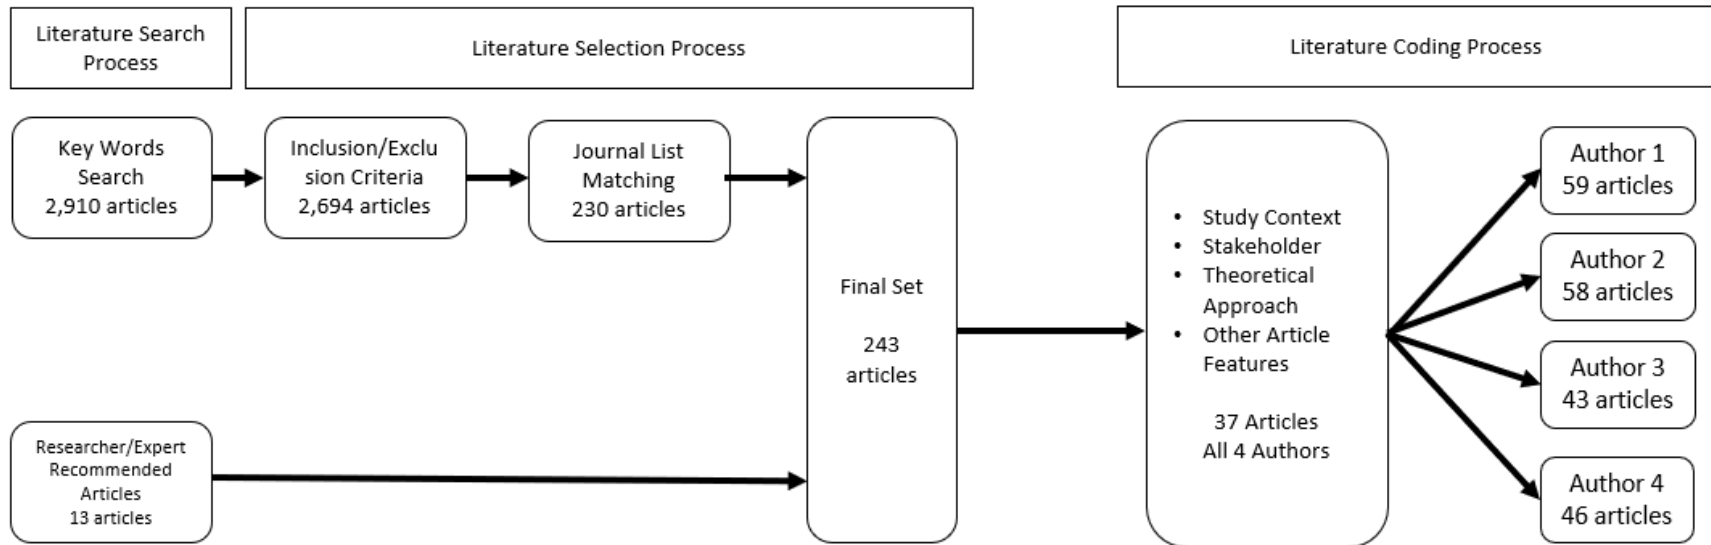 Literature Search
Process
Literature Selection Process
Literature Coding Process
Key Words
Search
2,910 articles
Inclusion/Exclu
sion Criteria
2,694 articles
Journal List
Matching
230 articles
Researcher/Expert
Recommended
Articles
13 articles
Final Set
243
articles
• Study Context
• Stakeholder
• Theoretical
Approach
• Other Article
Features
37 Articles
All 4 Authors
Author 1
59 articles
Author 2
58 articles
Author 3
43 articles
Author 4
46 articles